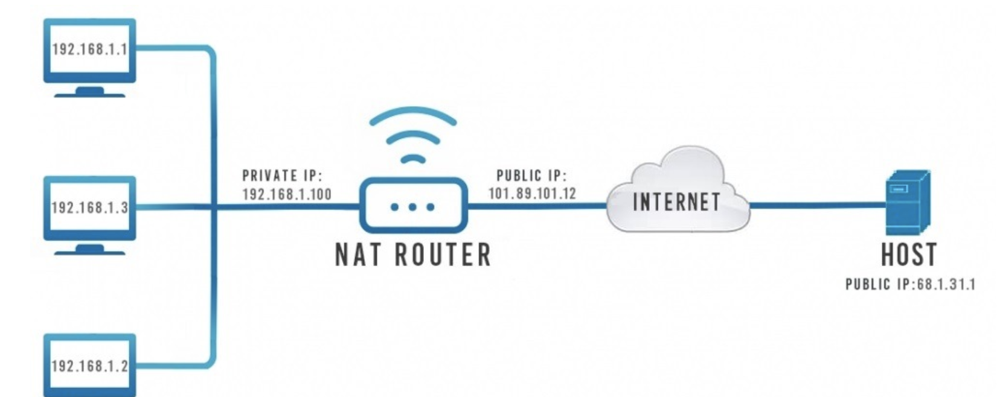 192.168.1.1
192.168.1.3
192.168.1.2
PRIVATE IP:
192.168.1.100
NAT ROUTER
PUBLIC IP:
101.89.101.12
INTERNET
HOST
PUBLIC IP:68.1.31.1